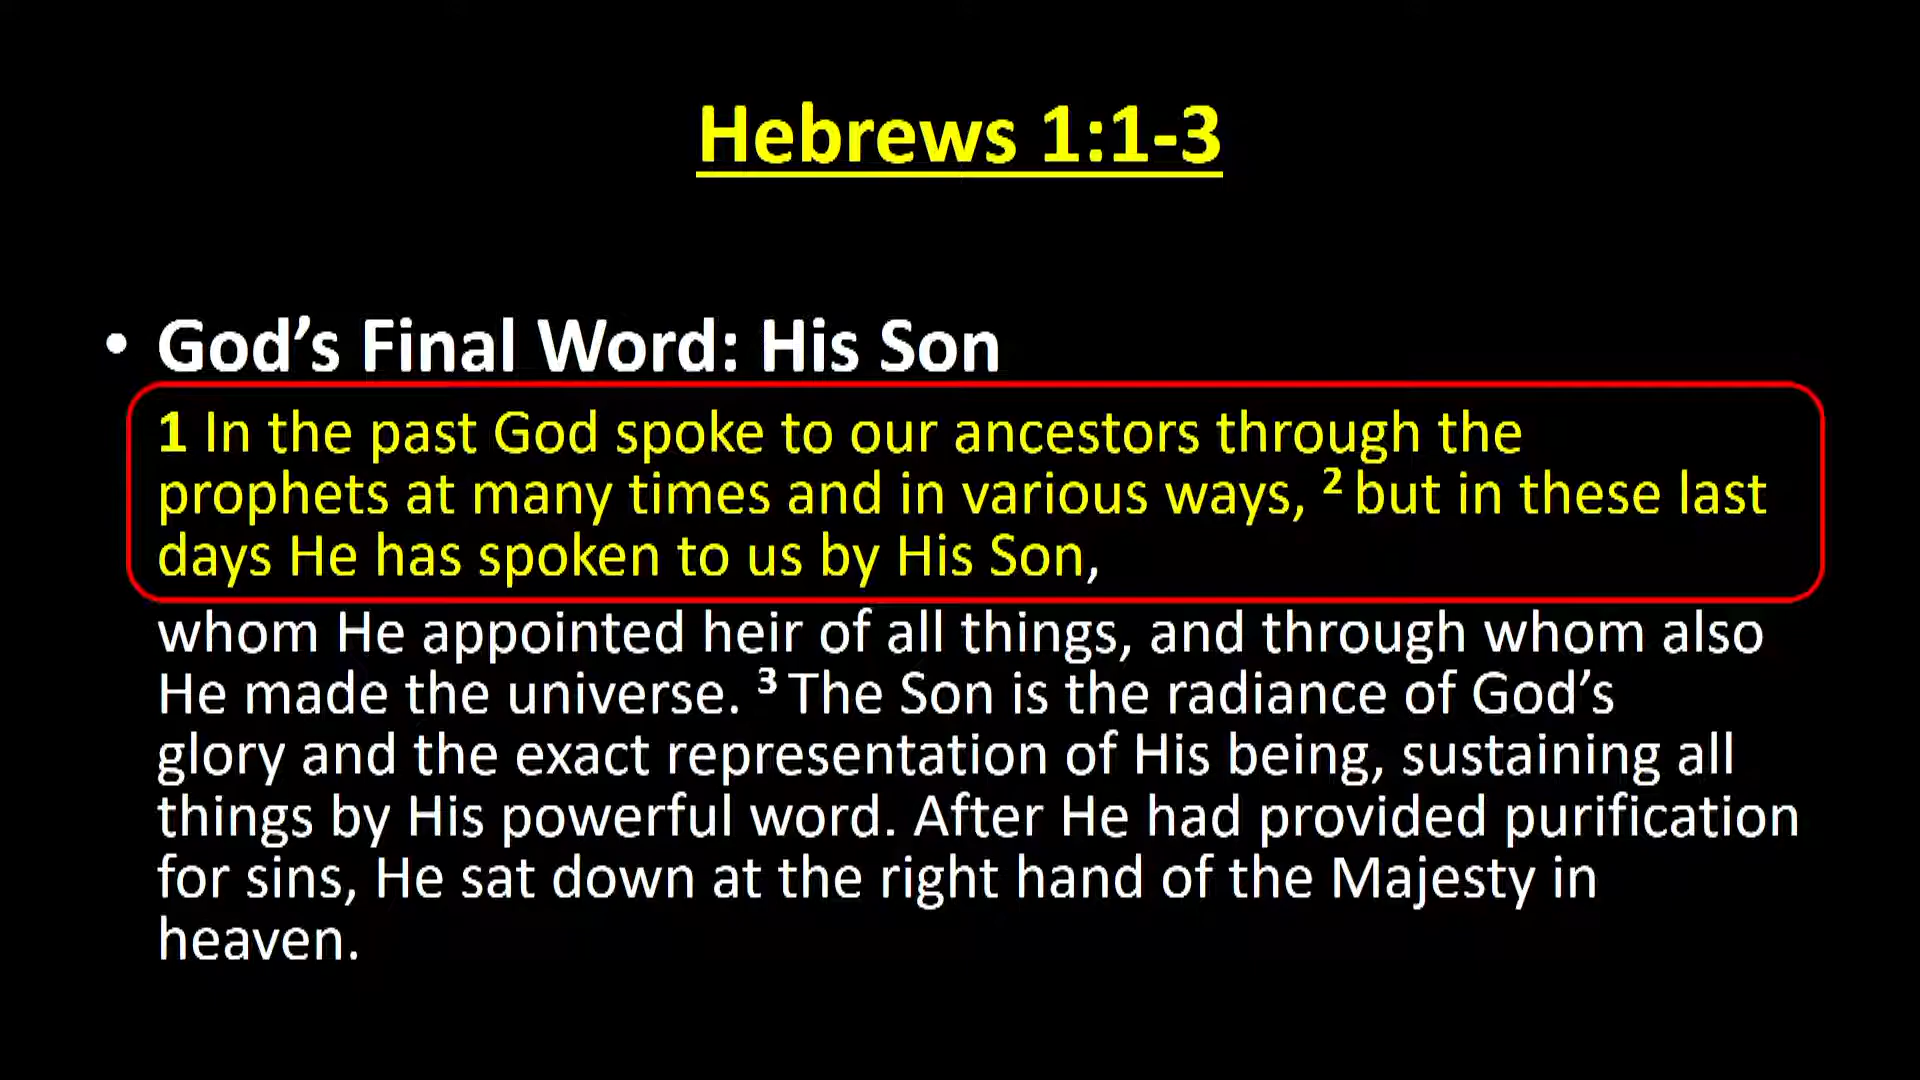 Hebrews 1:1-3
• God’s Final Word: His Son
1 In the past God spoke to our ancestors through the
prophets at many times and in various ways, ² but in these last
days He has spoken to us by His Son,
whom He appointed heir of all things, and through whom also
He made the universe. ³ The Son is the radiance of God’s
glory and the exact representation of His being, sustaining all
things by His powerful word. After He had provided purification
for sins, He sat down at the right hand of the Majesty in
heaven.